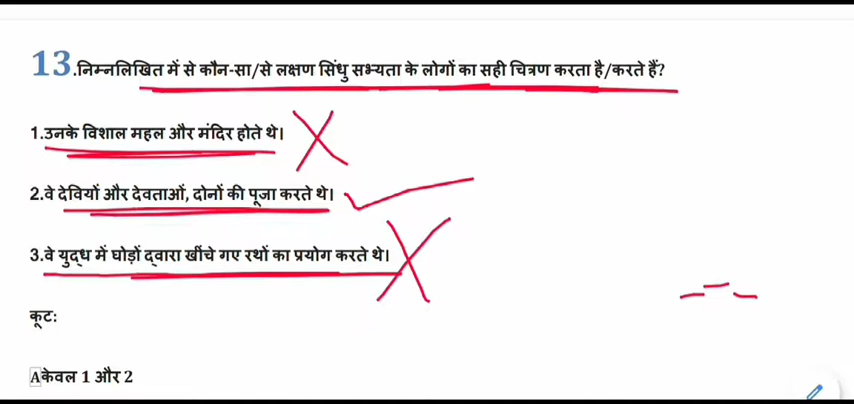 13.निम्नलिखित में से कौन-सा/से लक्षण सिंधु सभ्यता के लोगों का सही चित्रण करता है/करते हैं?
1.उनके विशाल महल और मंदिर होते थे।
2.वे देवियों और देवताओं, दोनों की पूजा करते थे।
3.वे युद्ध में घोड़ों द्वारा खींचे गए रथों का प्रयोग करते थे।
कूट:
Aकेवल 1 और 2